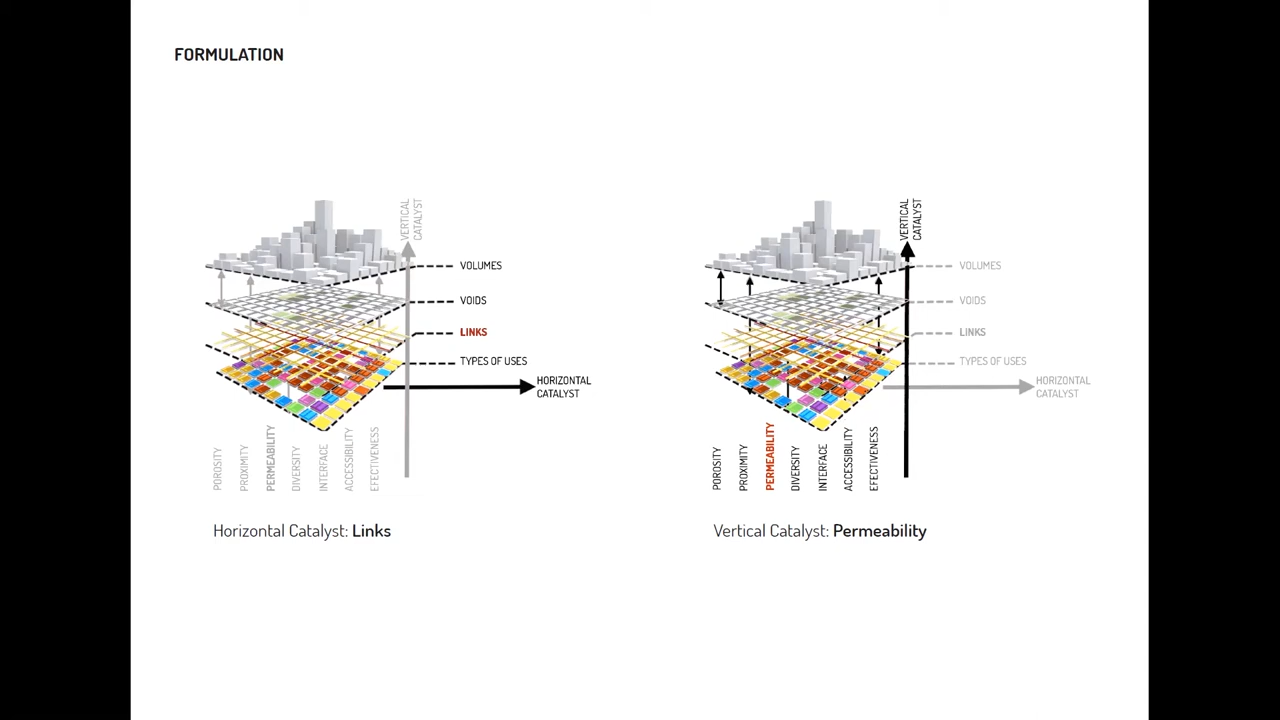 FORMULATION
VERTICAL
CATALYST
VOLUMES
VOIDS
LINKS
TYPES OF USES
HORIZONTAL
CATALYST
POROSITY
PROXIMITY
PERMEABILITY
DIVERSITY
INTERFACE
ACCESSIBILITY
EFECTIVENESS
Horizontal Catalyst: Links
VERTICAL
CATALYST
VOLUMES
VOIDS
LINKS
TYPES OF USES
HORIZONTAL
CATALYST
POROSITY
PROXIMITY
PERMEABILITY
DIVERSITY
INTERFACE
ACCESSIBILITY
EFECTIVENESS
Vertical Catalyst: Permeability